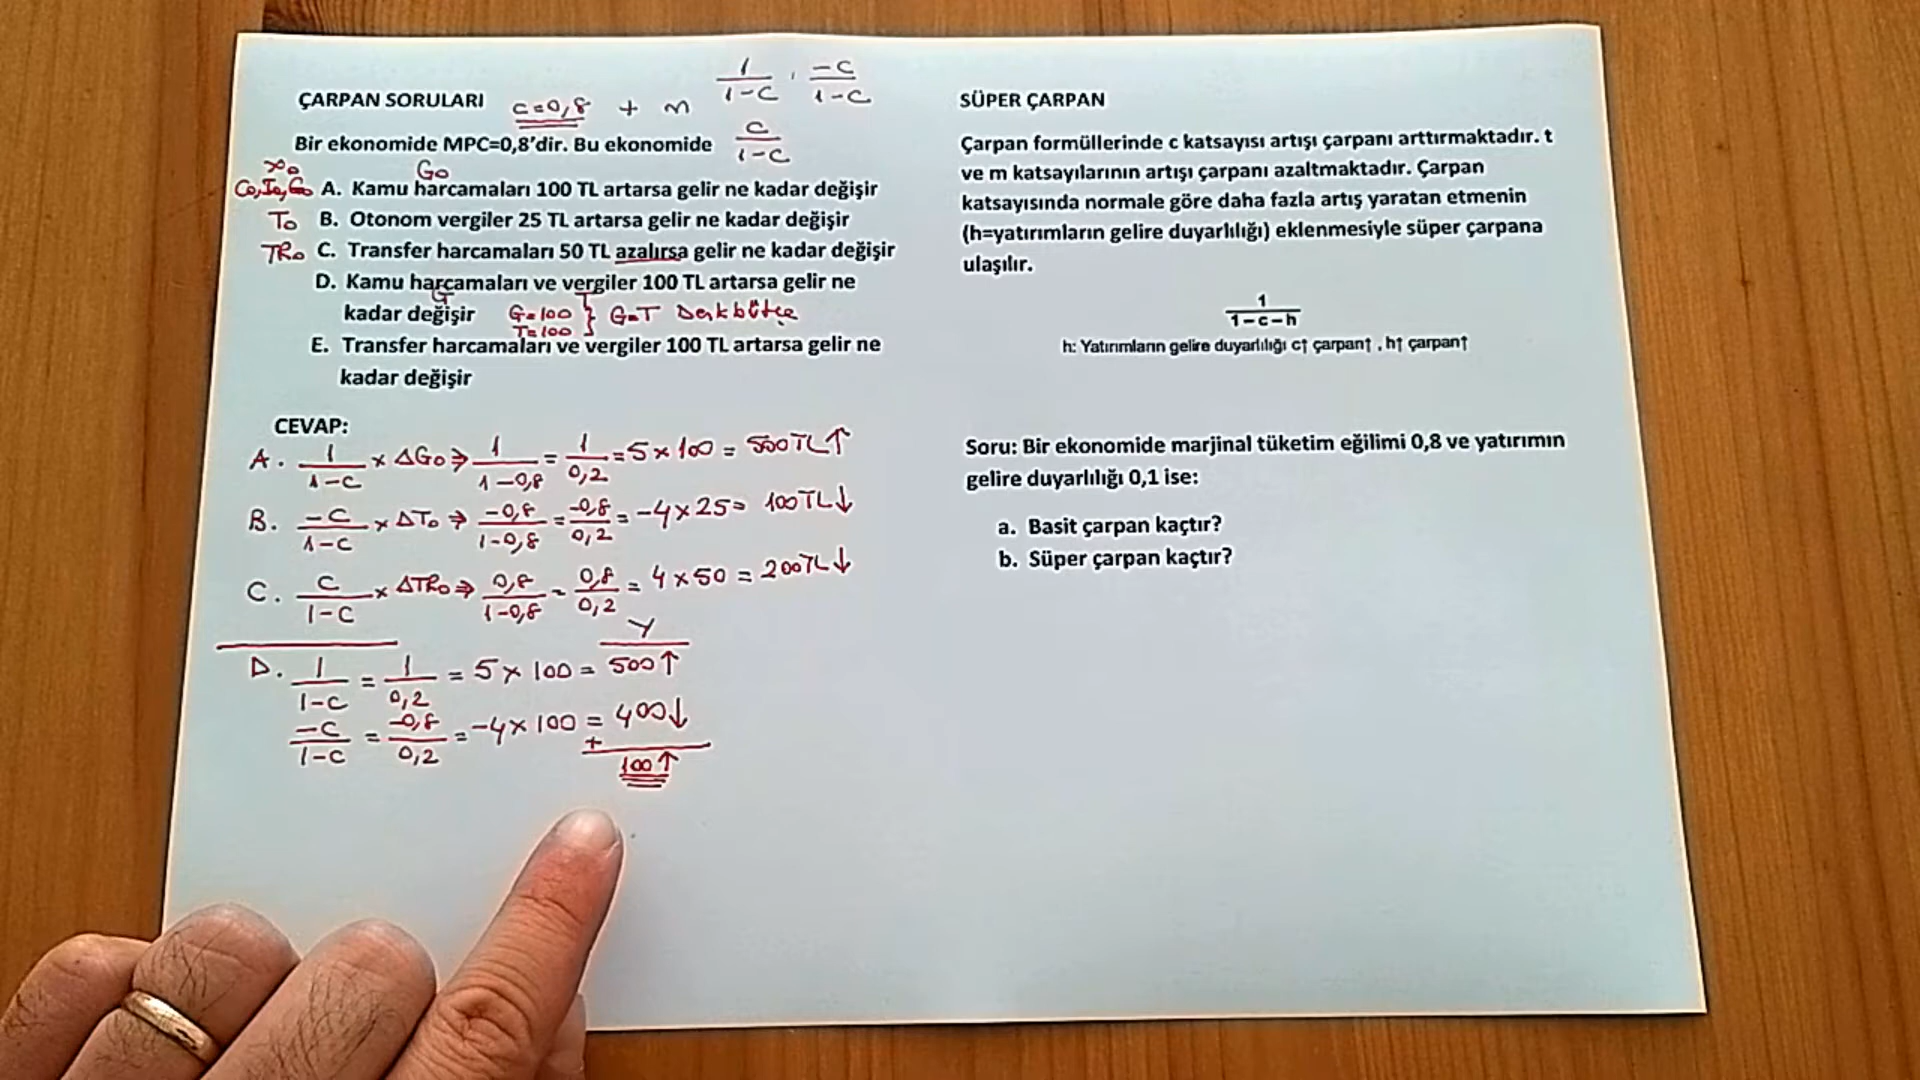 ÇARPAN SORULARI c=0,8 + m 1/1-c , -c/1-c
Bir ekonomide MPC=0,8'dir. Bu ekonomide c/1-c
Go
Co,Io,Go A. Kamu harcamaları 100 TL artarsa gelir ne kadar değişir
To B. Otonom vergiler 25 TL artarsa gelir ne kadar değişir
TRo C. Transfer harcamaları 50 TL azalırsa gelir ne kadar değişir
D. Kamu harcamaları ve vergiler 100 TL artarsa gelir ne
kadar değişir G=100 T=100 } G=T Denk bütçe
E. Transfer harcamaları ve vergiler 100 TL artarsa gelir ne
kadar değişir
CEVAP:
A. 1/1-c x ΔGo ⇒ 1/1-0,8 = 1/0,2 = 5 x 100 = 500 TL ↑
B. -c/1-c x ΔTo ⇒ -0,8/1-0,8 = -0,8/0,2 = -4 x 25 = 100 TL ↓
C. c/1-c x ΔTRo ⇒ 0,8/1-0,8 = 0,8/0,2 = 4 x 50 = 200 TL ↓
Y
D. 1/1-c = 1/0,2 = 5 x 100 = 500 ↑
-c/1-c = -0,8/0,2 = -4 x 100 = 400 ↓
+
100 ↑
SÜPER ÇARPAN
Çarpan formüllerinde c katsayısı artışı çarpanı arttırmaktadır. t
ve m katsayılarının artışı çarpanı azaltmaktadır. Çarpan
katsayısında normale göre daha fazla artış yaratan etmenin
(h=yatırımların gelire duyarlılığı) eklenmesiyle süper çarpana
ulaşılır.
1/1-c-h
h: Yatırımların gelire duyarlılığı c↑ çarpan↑ . h↑ çarpan↑
Soru: Bir ekonomide marjinal tüketim eğilimi 0,8 ve yatırımın
gelire duyarlılığı 0,1 ise:
a. Basit çarpan kaçtır?
b. Süper çarpan kaçtır?